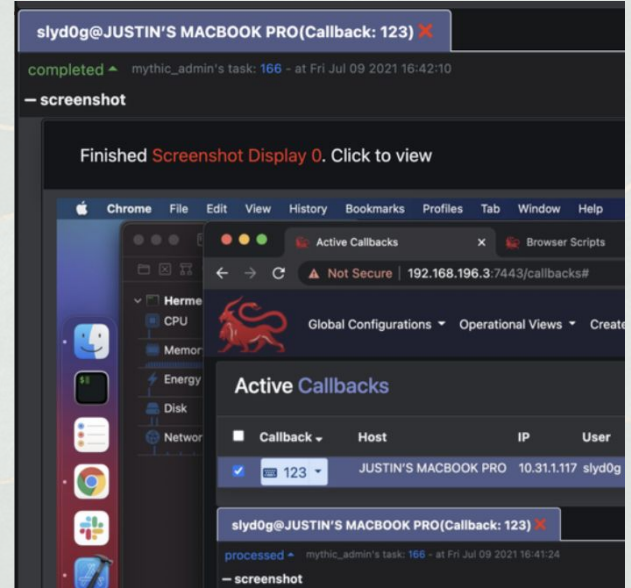 slyd0g@JUSTIN'S MACBOOK PRO(Callback: 123) X
completed mythic_admin's task: 166 - at Fri Jul 09 2021 16:42:10
– screenshot
Finished Screenshot Display 0. Click to view
Chrome File Edit View History Bookmarks Profiles Tab Window Help
Active Callbacks × Browser Scripts
Not Secure | 192.168.196.3:7443/callbacks#
Herme
CPU
Memor
Energy
Disk
Networ
Global Configurations Operational Views Create
Active Callbacks
Callback Host IP User
123 JUSTIN'S MACBOOK PRO 10.31.1.117 slyd0g
slyd0g@JUSTIN'S MACBOOK PRO(Callback: 123) X
processed mythic_admin's task: 166 - at Fri Jul 09 2021 16:41:24
– screenshot